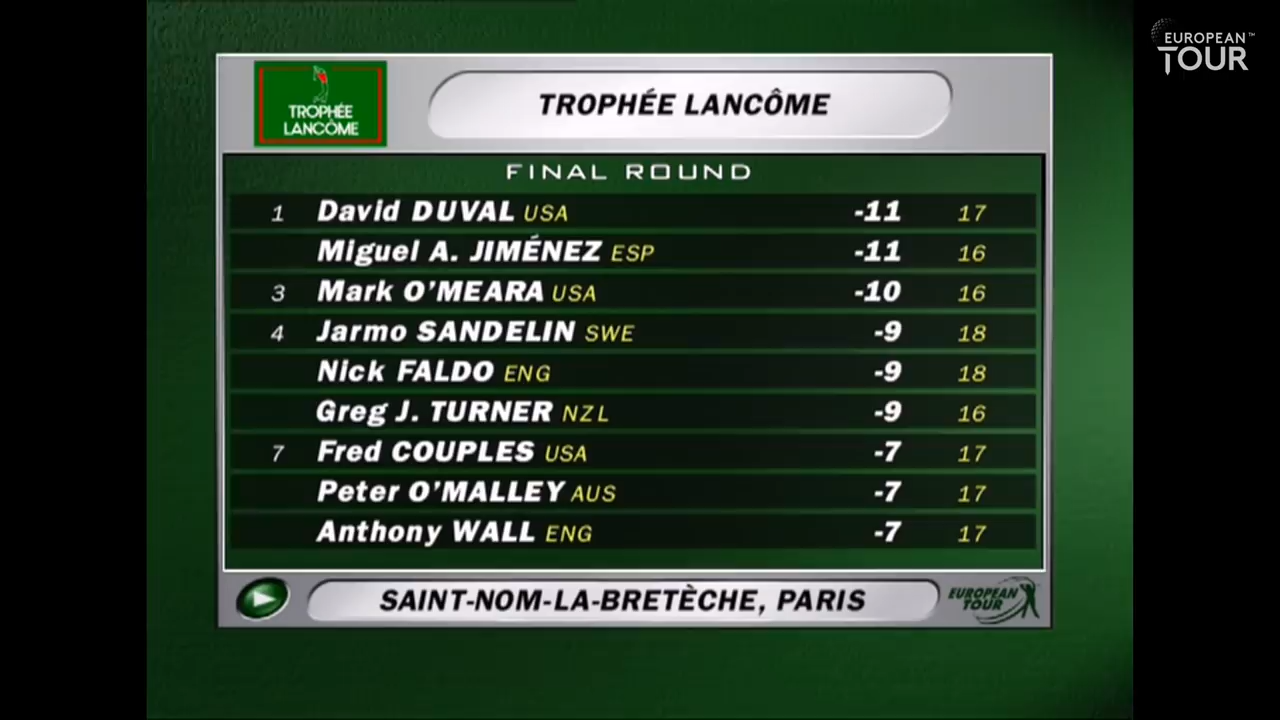 EUROPEAN™
TOUR
TROPHÉE
LANCÔME
TROPHÉE LANCÔME
FINAL ROUND
1 David DUVAL USA -11 17
Miguel A. JIMÉNEZ ESP -11 16
3 Mark O'MEARA USA -10 16
4 Jarmo SANDELIN SWE -9 18
Nick FALDO ENG -9 18
Greg J. TURNER NZL -9 16
7 Fred COUPLES USA -7 17
Peter O'MALLEY AUS -7 17
Anthony WALL ENG -7 17
SAINT-NOM-LA-BRETÈCHE, PARIS
EUROPEAN
TOUR